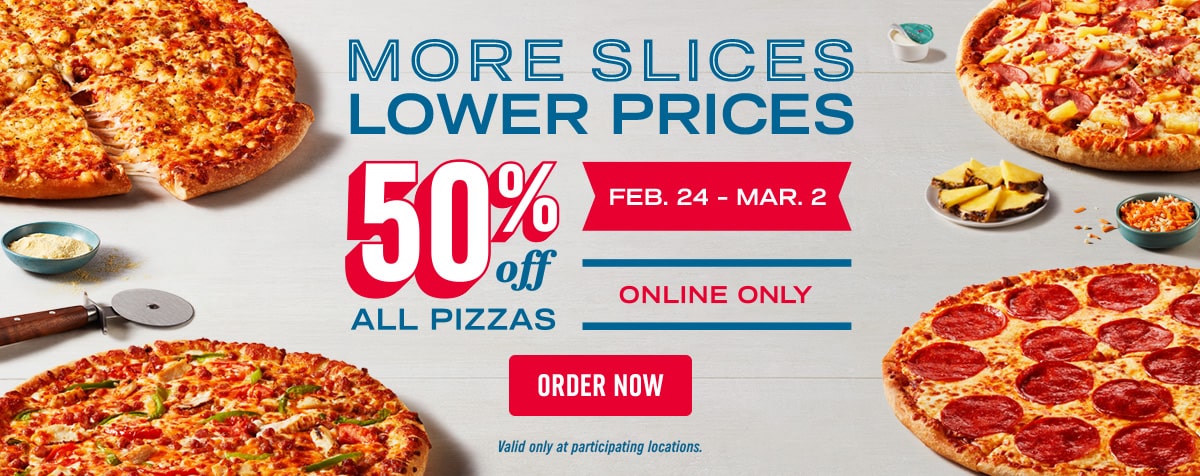 MORE SLICES
LOWER PRICES
50% off
ALL PIZZAS
FEB. 24 - MAR. 2
ONLINE ONLY
ORDER NOW
Valid only at participating locations.